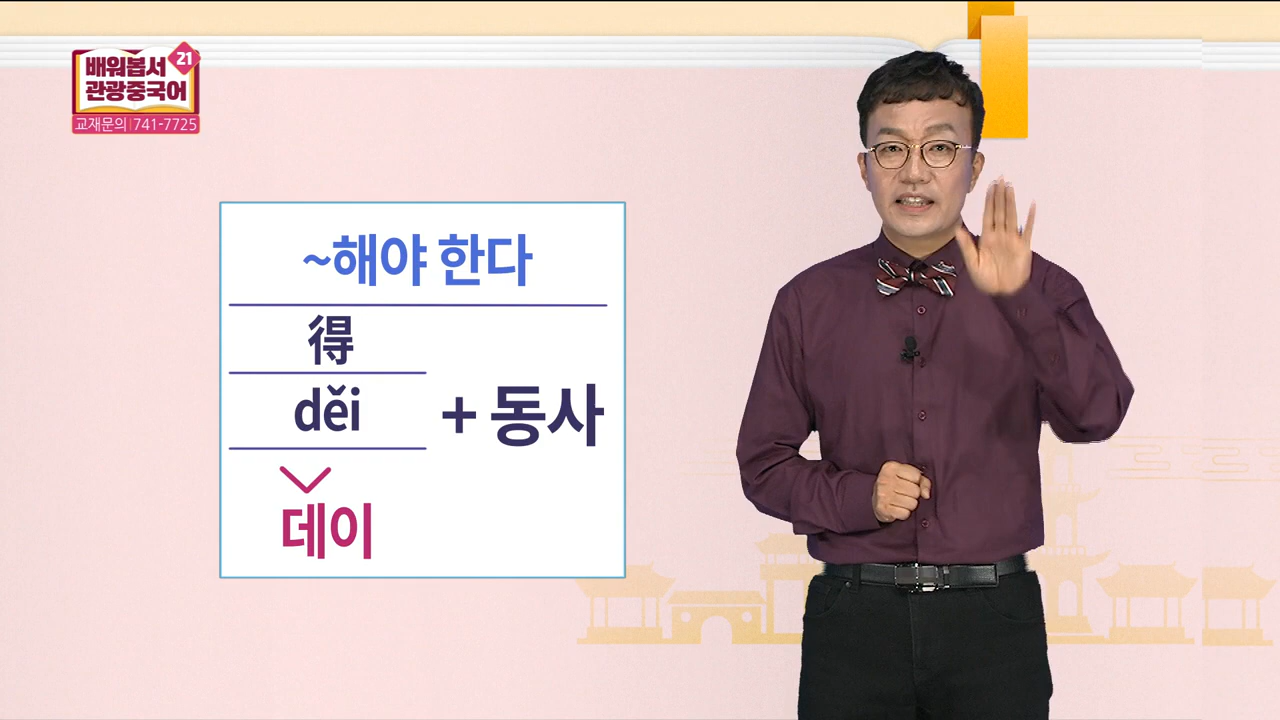 배워봅서 21
관광중국어
교재문의 | 741-7725
~해야 한다
得
děi + 동사
데이